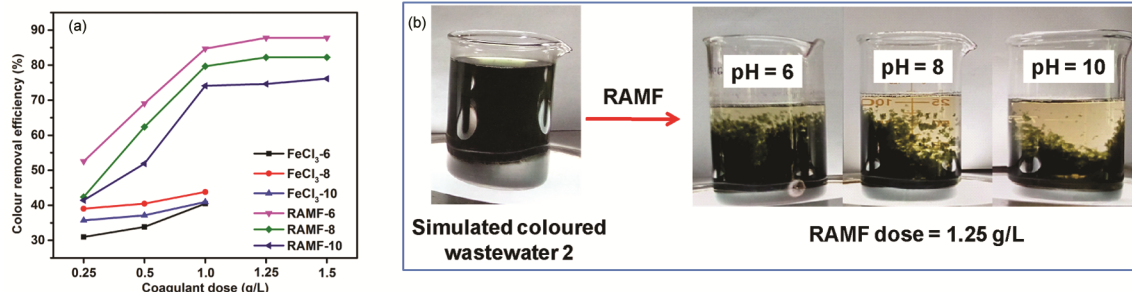 (a)
Colour removal efficiency (%)
90
80
70
60
50
40
30
FeCl₃-6
FeCl₃-8
FeCl₃-10
RAMF-6
RAMF-8
RAMF-10
0.25 0.5 1.0 1.25 1.5
Coagulant dose (g/L)
(b)
RAMF
pH = 6
pH = 8
pH = 10
25
Simulated coloured
wastewater 2
RAMF dose = 1.25 g/L